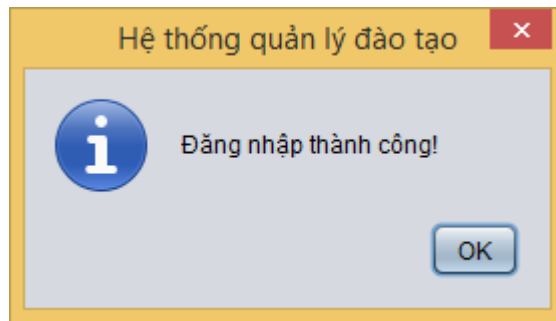 Hệ thống quản lý đào tạo
Đăng nhập thành công!
OK